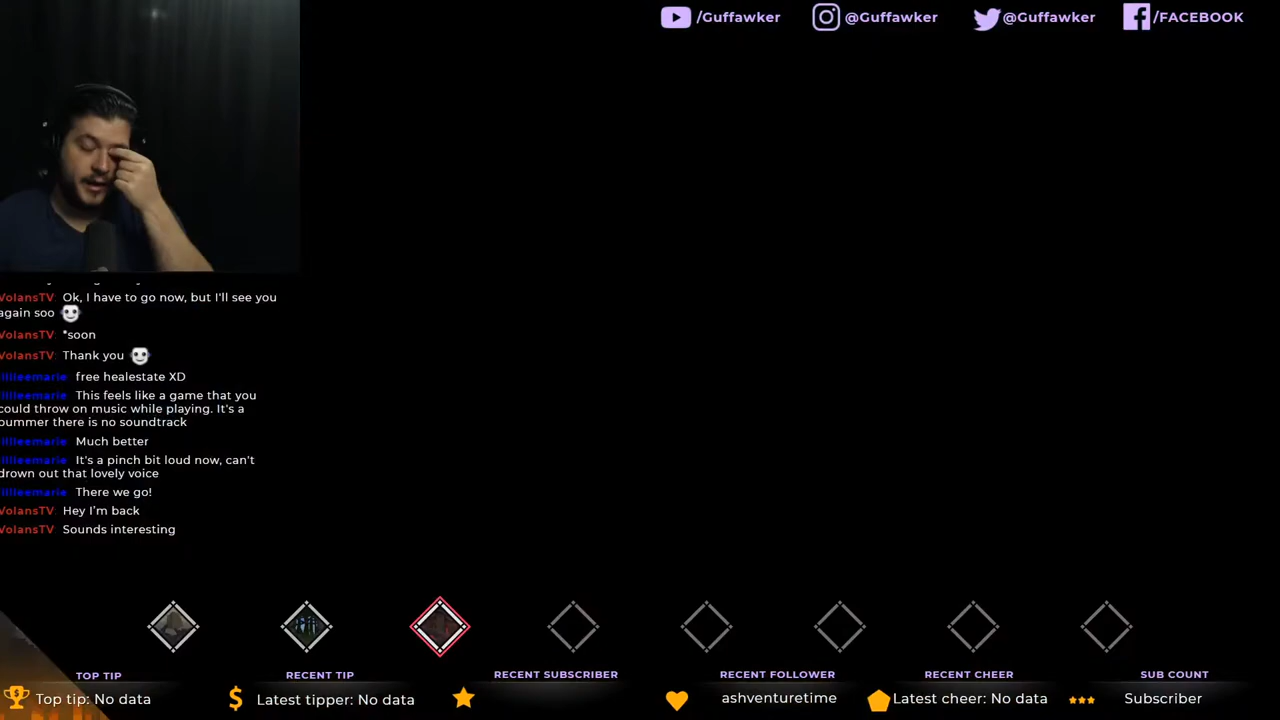 /Guffawker @Guffawker @Guffawker /FACEBOOK
VolansTV: Ok, I have to go now, but I'll see you
again soo
VolansTV: *soon
VolansTV: Thank you
free healestate XD
This feels like a game that you
could throw on music while playing. It's a
bummer there is no soundtrack
Much better
It's a pinch bit loud now, can't
drown out that lovely voice
There we go!
VolansTV: Hey I'm back
VolansTV: Sounds interesting
TOP TIP RECENT TIP RECENT SUBSCRIBER RECENT FOLLOWER RECENT CHEER SUB COUNT
Top tip: No data Latest tipper: No data ashventuretime Latest cheer: No data Subscriber